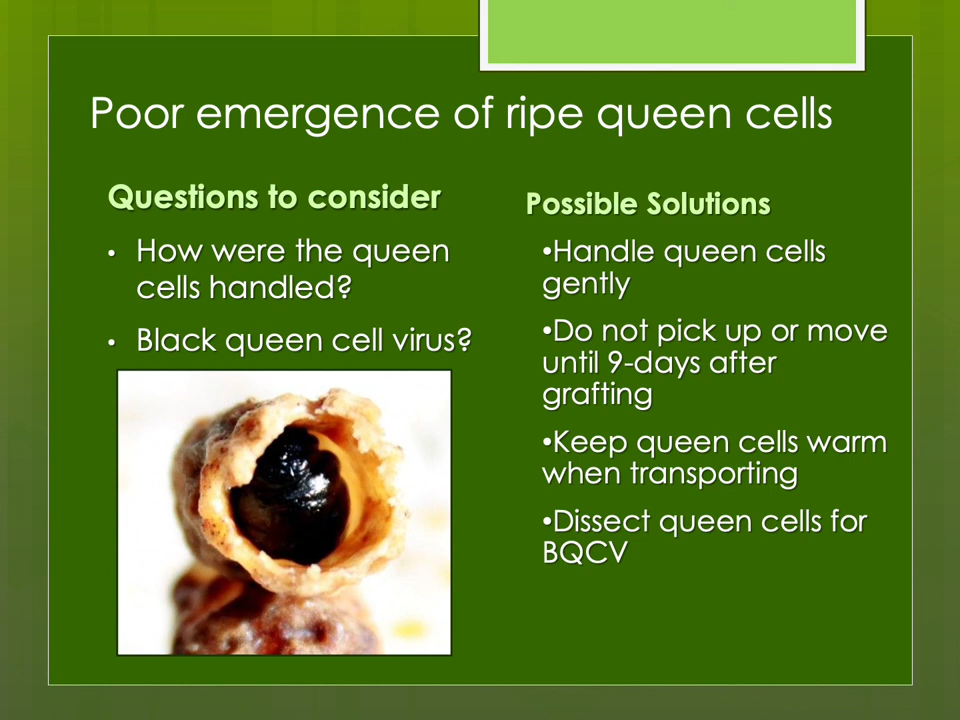 Poor emergence of ripe queen cells
Questions to consider
• How were the queen
cells handled?
• Black queen cell virus?
Possible Solutions
•Handle queen cells
gently
•Do not pick up or move
until 9-days after
grafting
•Keep queen cells warm
when transporting
•Dissect queen cells for
BQCV